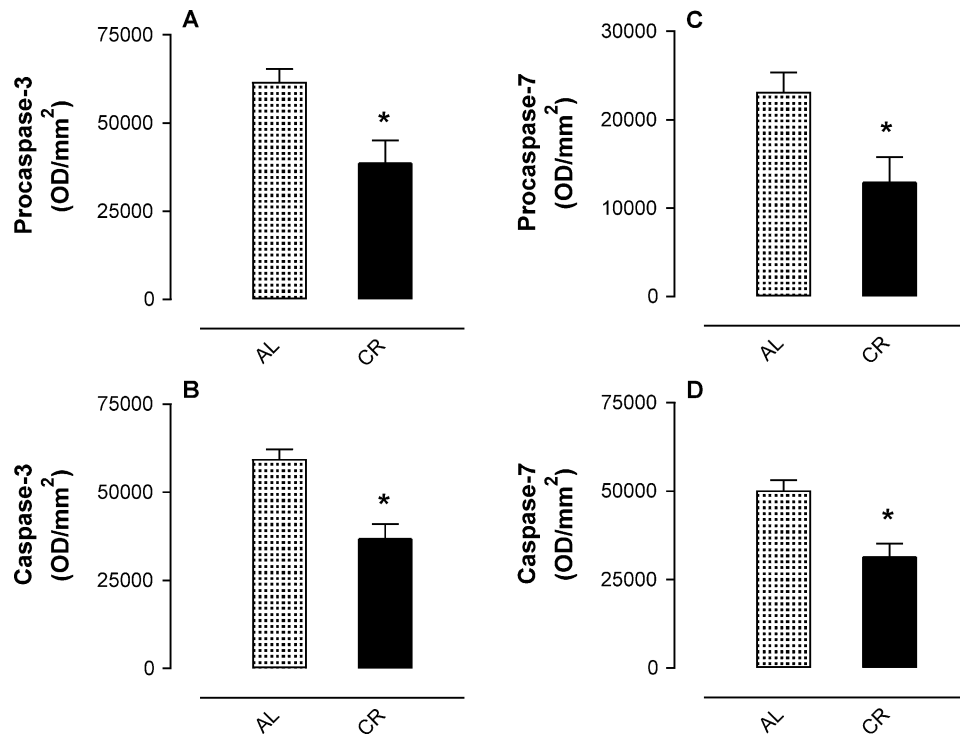 A
Procaspase-3
(OD/mm²)
75000
50000
25000
0
*
AL
CR
C
Procaspase-7
(OD/mm²)
30000
20000
10000
0
*
AL
CR
B
Caspase-3
(OD/mm²)
75000
50000
25000
0
*
AL
CR
D
Caspase-7
(OD/mm²)
75000
50000
25000
0
*
AL
CR